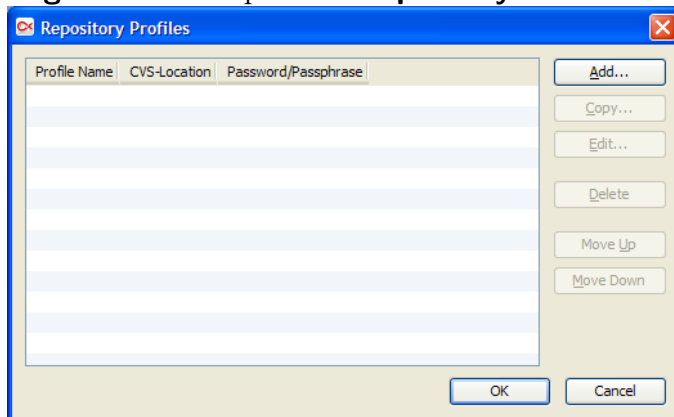 Repository Profiles
Profile Name CVS-Location Password/Passphrase
Add...
Copy...
Edit...
Delete
Move Up
Move Down
OK Cancel